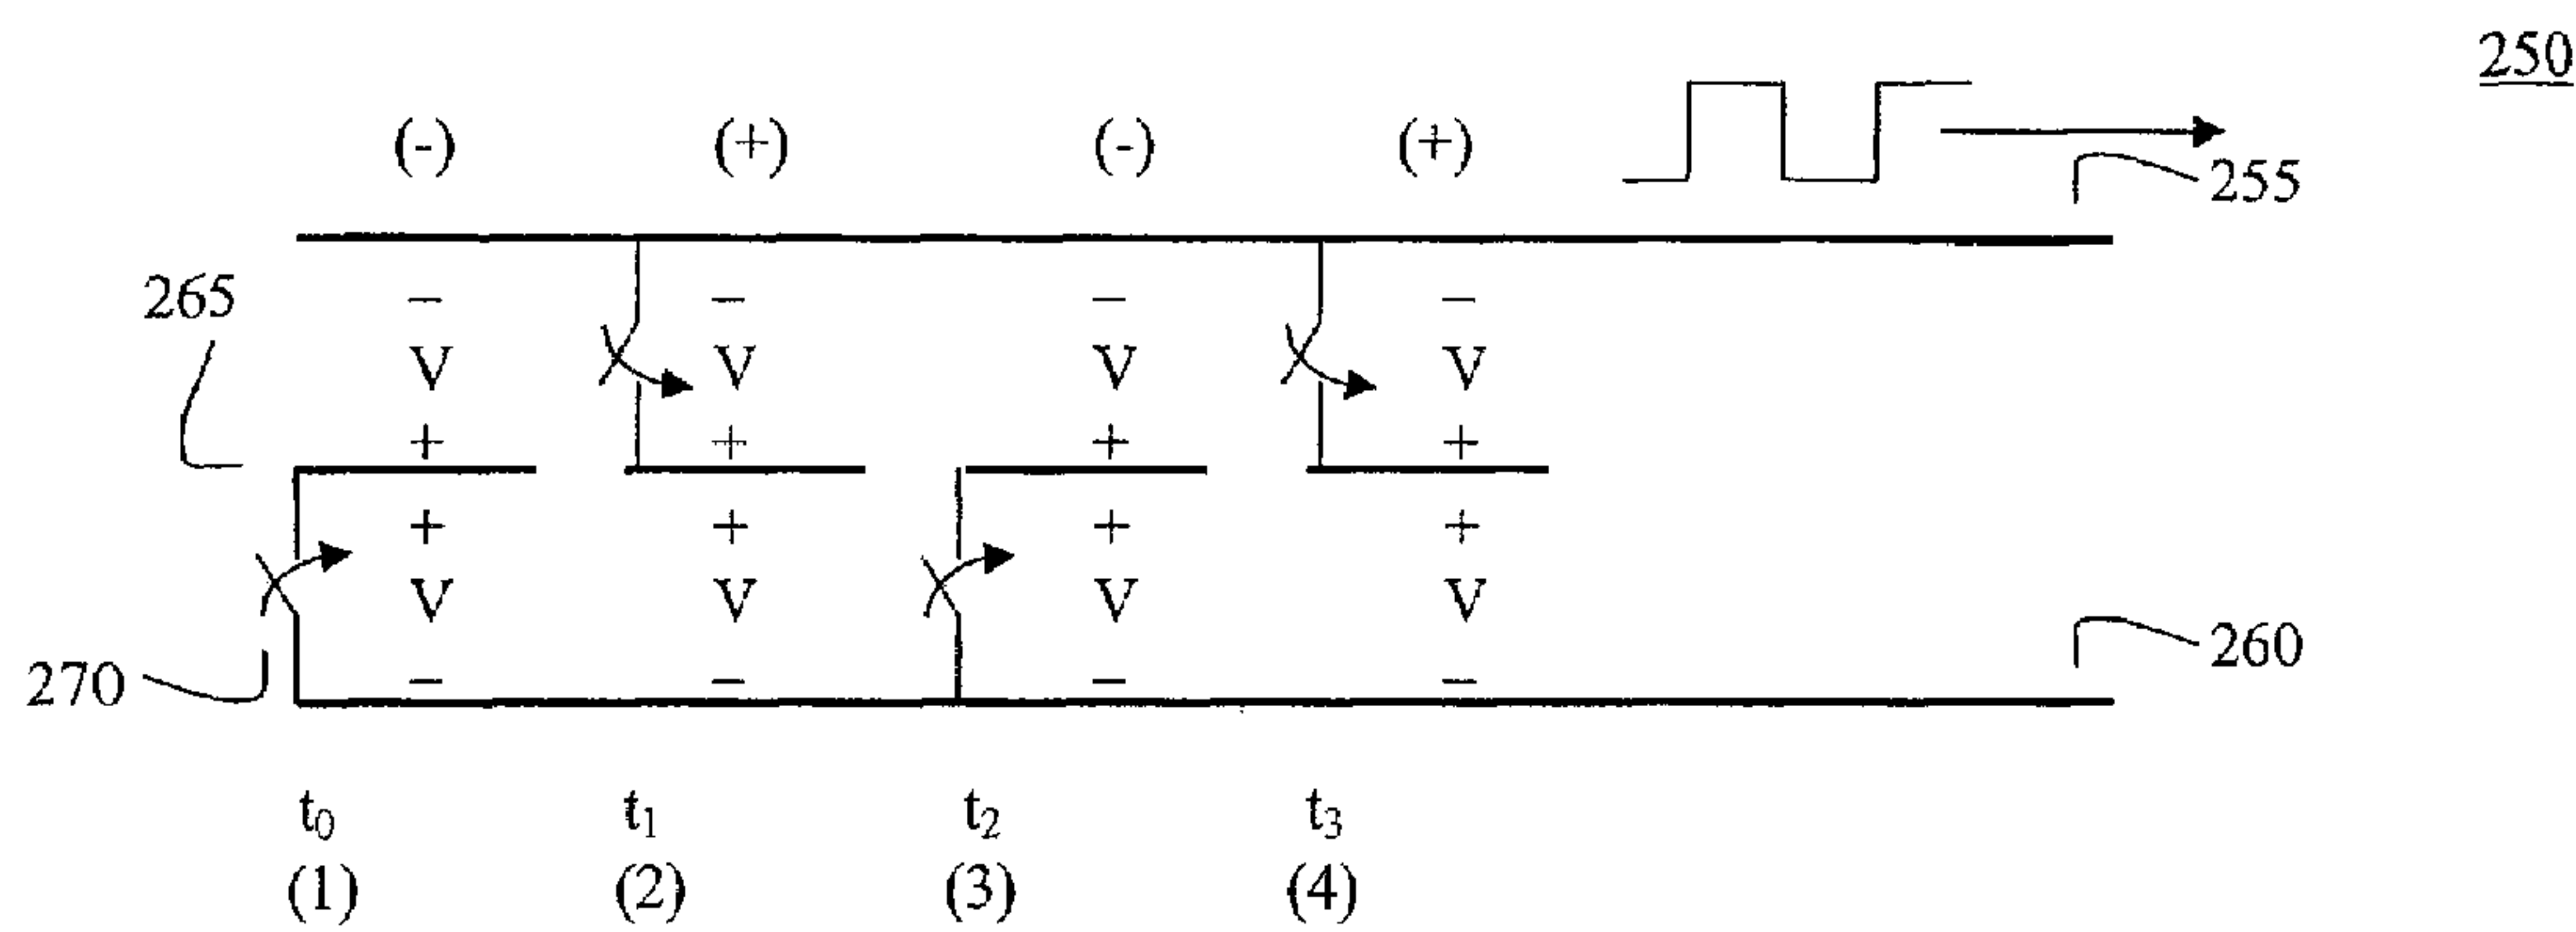 250
(-) (+) (-) (+)
255
265
– – – –
V V V V
+ + + +
+ + + +
V V V V
270
– – – –
260
t₀ t₁ t₂ t₃
(1) (2) (3) (4)